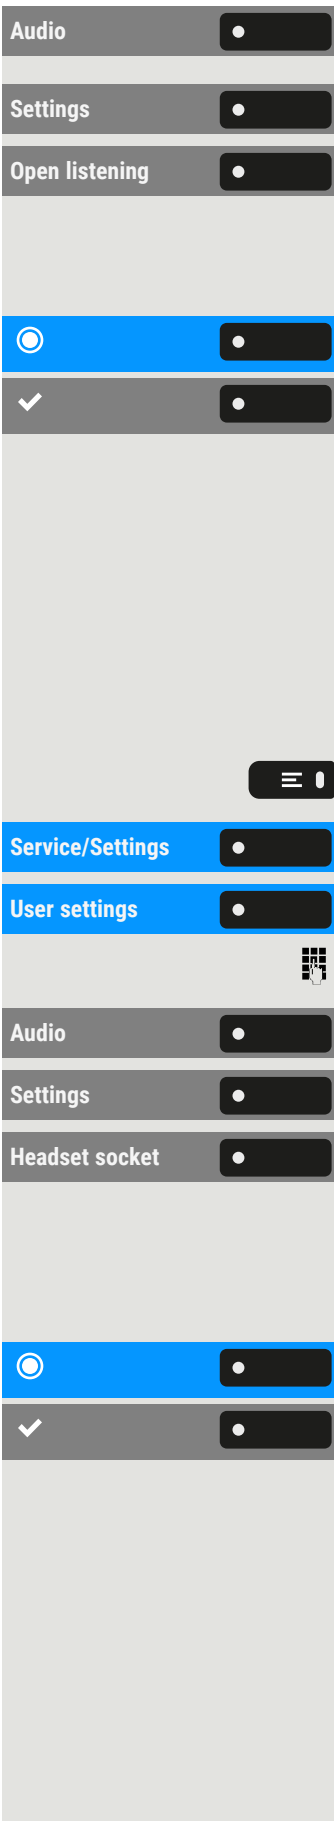 Audio
Settings
Open listening
Service/Settings
User settings
Audio
Settings
Headset socket